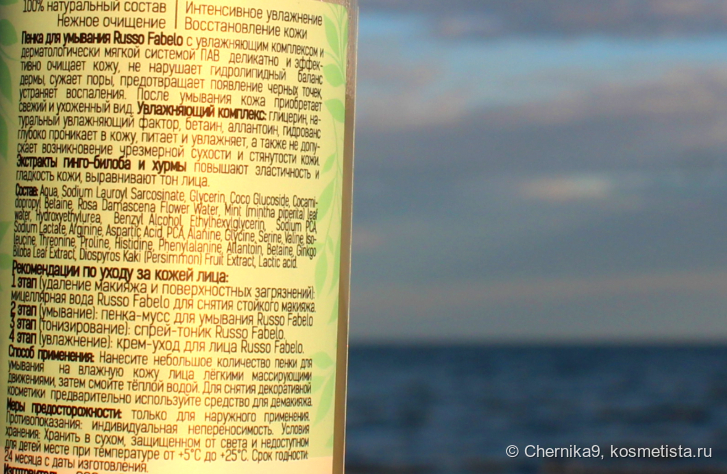 100% натуральный состав | Интенсивное увлажнение
Нежное очищение | Восстановление кожи
Пенка для умывания Russo Fabelo с увлажняющим комплексом и
дерматологически мягкой системой ПАВ деликатно и эффек-
тивно очищает кожу, не нарушает гидролипидный баланс
дермы, сужает поры, предотвращает появление черных точек,
устраняет воспаления. После умывания кожа приобретает
свежий и ухоженный вид. Увлажняющий комплекс: глицерин, на-
туральный увлажняющий фактор, бетаин, аллантоин, гидрованс
глубоко проникает в кожу, питает и увлажняет, а также не допу-
скает возникновение чрезмерной сухости и стянутости кожи.
Экстракты гинго-билоба и хурмы повышают эластичность и
гладкость кожи, выравнивают тон лица.
Состав: Aqua, Sodium Lauroyl Sarcosinate, Glycerin, Coco Glucoside, Cocami-
dopropyl Betaine, Rosa Damascena Flower Water, Mint (mintha piperita) leaf
water, Hydroxyethylurea, Benzyl Alcohol, Ethylhexylglycerin, Sodium PCA,
Sodium Lactate, Arginine, Aspartic Acid, PCA, Alanine, Glycine, Serine, Valine, Iso-
leucine, Threonine, Proline, Histidine, Phenylalanine, Allantoin, Betaine, Ginkgo
Biloba Leaf Extract, Diospyros Kaki (Persimmon) Fruit Extract, Lactic acid.
Рекомендации по уходу за кожей лица:
1 этап (удаление макияжа и поверхностных загрязнений):
мицеллярная вода Russo Fabelo для снятия стойкого макияжа.
2 этап (умывание): пенка-мусс для умывания Russo Fabelo
3 этап (тонизирование): спрей-тоник Russo Fabelo.
4 этап (увлажнение): крем-уход для лица Russo Fabelo.
Способ применения: Нанесите небольшое количество пенки для
умывания на влажную кожу лица лёгкими массирующими
движениями, затем смойте тёплой водой. Для снятия декоративной
косметики предварительно используйте средство для демакияжа.
Меры предосторожности: только для наружного применения.
Противопоказания: индивидуальная непереносимость. Условия
хранения: Хранить в сухом, защищенном от света и недоступном
для детей месте при температуре от +5°C до +25°C. Срок годности:
24 месяца с даты изготовления.
© Chernika9, kosmetista.ru